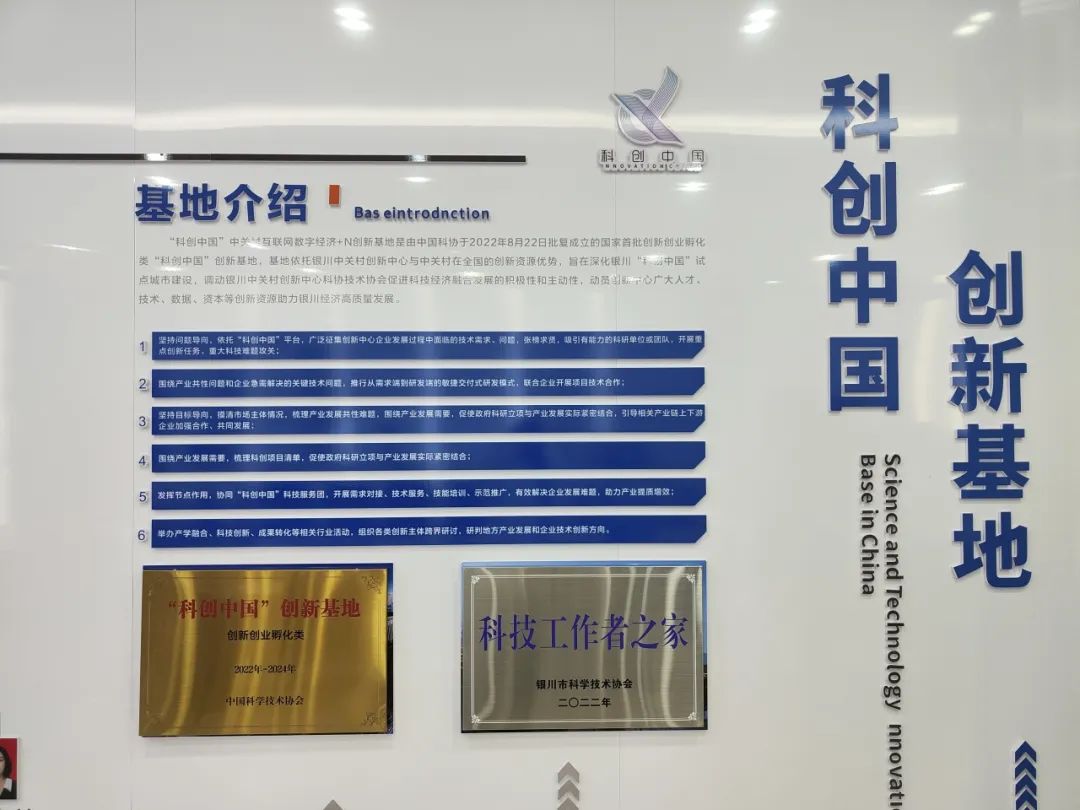 科创中国
INNOVATION CHINA
科创中国
创新基地
Science and Technology nnovati
Base in China
基地介绍
Bas eintrodnction
“科创中国”中关村互联网数字经济+N创新基地是由中国科协于2022年8月22日批复成立的国家首批创新创业孵化
类“科创中国”创新基地，基地依托银川中关村创新中心与中关村在全国的创新资源优势，旨在深化银川“科创中国”试
点城市建设，调动银川中关村创新中心科协技术协会促进科技经济融合发展的积极性和主动性，动员创新中心广大人才、
技术、数据、资本等创新资源助力银川经济高质量发展。
1 坚持问题导向，依托“科创中国”平台，广泛征集创新中心企业发展过程中面临的技术需求、问题，张榜求贤，吸引有能力的科研单位或团队，开展重
点创新任务，重大科技难题攻关；
2 围绕产业共性问题和企业急需解决的关键技术问题，推行从需求端到研发端的敏捷交付式研发模式，联合企业开展项目技术合作；
3 坚持目标导向，摸清市场主体情况，梳理产业发展共性难题，围绕产业发展需要，促使政府科研立项与产业发展实际紧密结合，引导相关产业链上下游
企业加强合作、共同发展；
4 围绕产业发展需要，梳理科创项目清单，促使政府科研立项与产业发展实际紧密结合；
5 发挥节点作用，协同“科创中国”科技服务团，开展需求对接、技术服务、技能培训、示范推广，有效解决企业发展难题，助力产业提质增效；
6 举办产学融合、科技创新、成果转化等相关行业活动，组织各类创新主体跨界研讨，研判地方产业发展和企业技术创新方向。
“科创中国”创新基地
创新创业孵化类
2022年-2024年
中国科学技术协会
科技工作者之家
银川市科学技术协会
二〇二二年